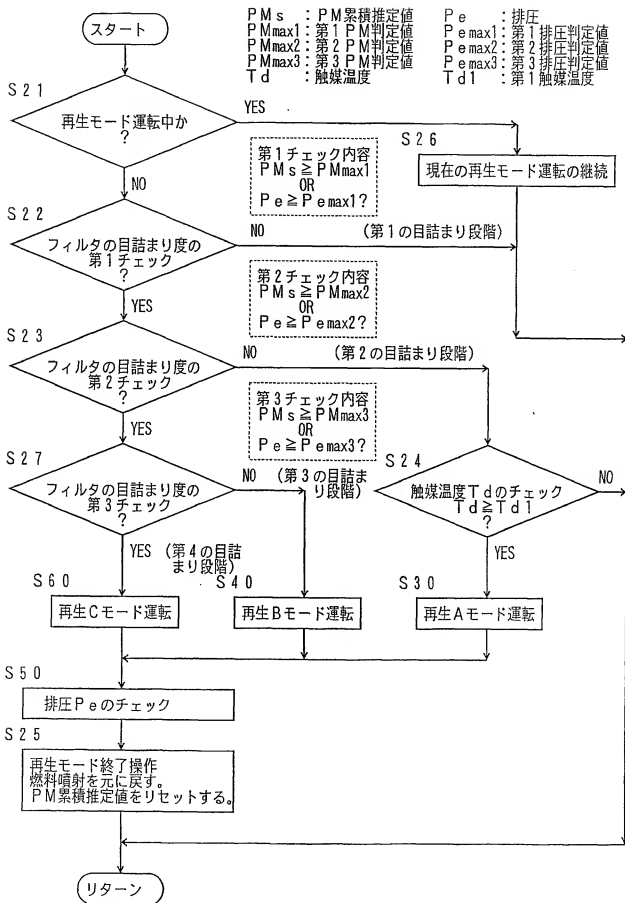 スタート
PMs : PM累積推定値
PMmax1 : 第1PM判定値
PMmax2 : 第2PM判定値
PMmax3 : 第3PM判定値
Td : 触媒温度
Pe : 排圧
Pemax1 : 第1排圧判定値
Pemax2 : 第2排圧判定値
Pemax3 : 第3排圧判定値
Td1 : 第1触媒温度
S21
再生モード運転中か
?
YES
NO
S26
現在の再生モード運転の継続
第1チェック内容
PMs≧PMmax1
OR
Pe≧Pemax1?
S22
フィルタの目詰まり度の
第1チェック
?
NO
(第1の目詰まり段階)
YES
第2チェック内容
PMs≧PMmax2
OR
Pe≧Pemax2?
S23
フィルタの目詰まり度の
第2チェック
?
NO
(第2の目詰まり段階)
YES
第3チェック内容
PMs≧PMmax3
OR
Pe≧Pemax3?
S27
フィルタの目詰まり度の
第3チェック
?
NO
(第3の目詰ま
り段階)
YES
(第4の目詰
まり段階)
S24
触媒温度Tdのチェック
Td≧Td1
?
NO
YES
S60
再生Cモード運転
S40
再生Bモード運転
S30
再生Aモード運転
S50
排圧Peのチェック
S25
再生モード終了操作
燃料噴射を元に戻す。
PM累積推定値をリセットする。
リターン